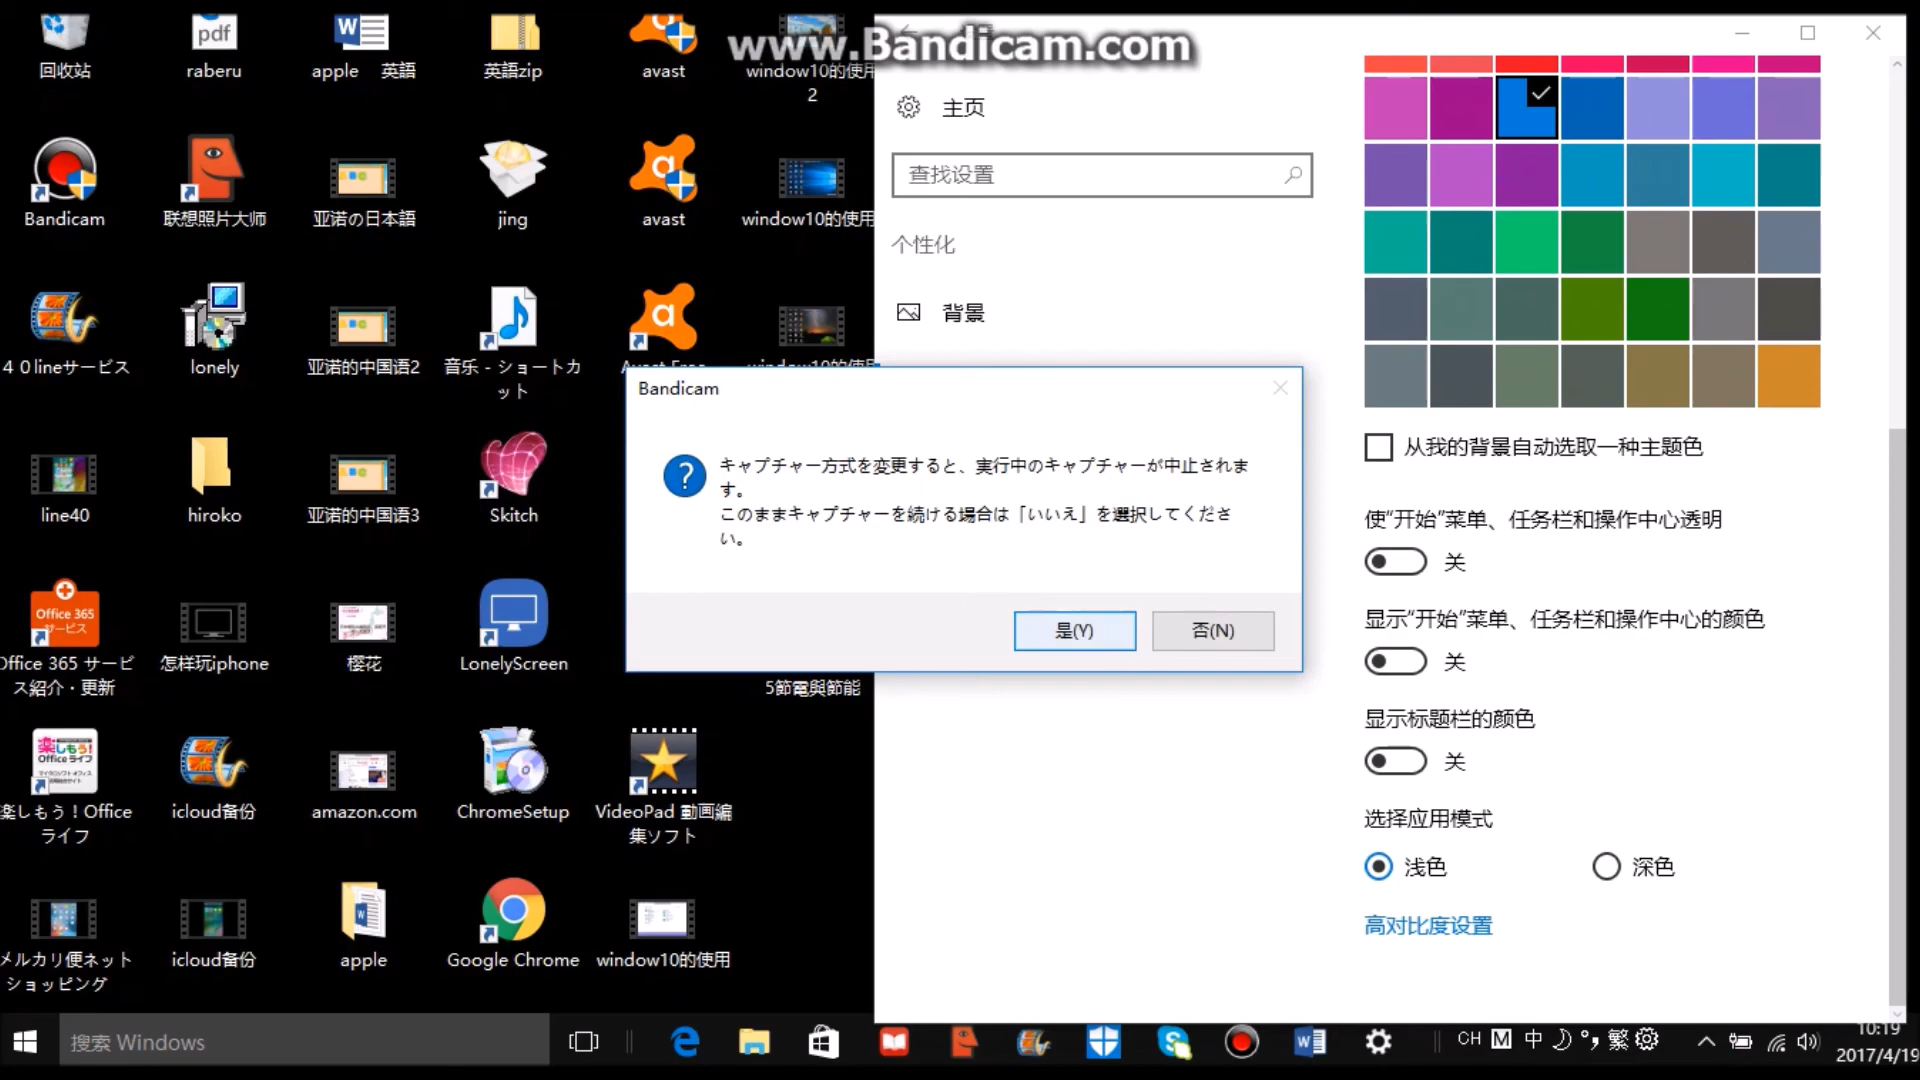 www.Bandicam.com
回收站
raberu
apple 英語
英語zip
avast
window10的使用
2
Bandicam
联想照片大师
亚诺の日本語
jing
avast
window10的使用
４０lineサービス
lonely
亚诺的中国语2
音乐 - ショートカ
ット
line40
hiroko
亚诺的中国语3
Skitch
Office 365
サービス
Office 365 サービ
ス紹介・更新
怎样玩iphone
樱花
LonelyScreen
5節電與節能
楽しもう！Office
ライフ
icloud备份
amazon.com
ChromeSetup
VideoPad 動画編
集ソフト
メルカリ便ネット
ショッピング
icloud备份
apple
Google Chrome
window10的使用
主页
查找设置
个性化
背景
Bandicam
キャプチャー方式を変更すると、実行中のキャプチャーが中止されま
す。
このままキャプチャーを続ける場合は「いいえ」を選択してくださ
い。
是(Y)
否(N)
从我的背景自动选取一种主题色
使“开始”菜单、任务栏和操作中心透明
关
显示“开始”菜单、任务栏和操作中心的颜色
关
显示标题栏的颜色
关
选择应用模式
浅色
深色
高对比度设置
搜索 Windows
CH M 中 繁
10:19
2017/4/19